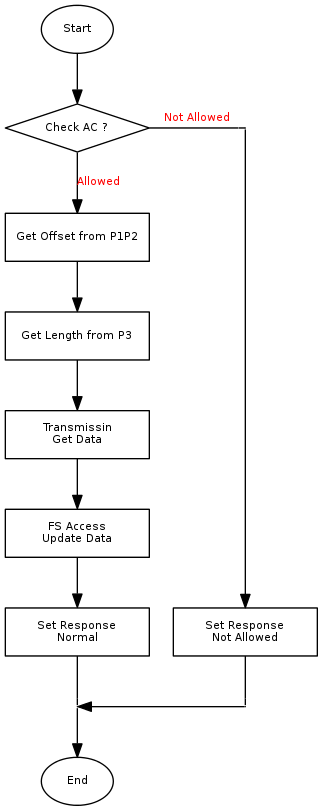 Start
Check AC ?
Not Allowed
Allowed
Get Offset from P1P2
Get Length from P3
Transmissin
Get Data
FS Access
Update Data
Set Response
Normal
Set Response
Not Allowed
End